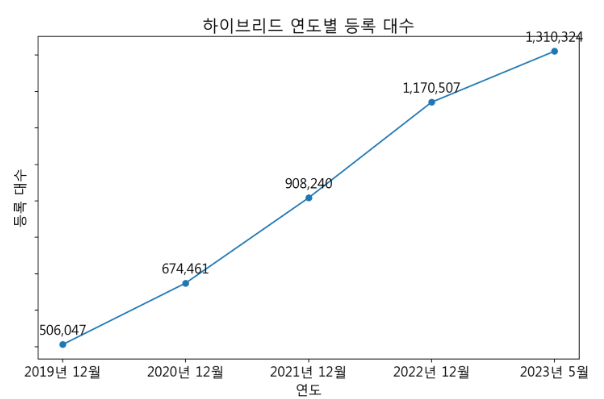 하이브리드 연도별 등록 대수
1,310,324
1,170,507
908,240
674,461
506,047
등록 대수
2019년 12월 2020년 12월 2021년 12월 2022년 12월 2023년 5월
연도